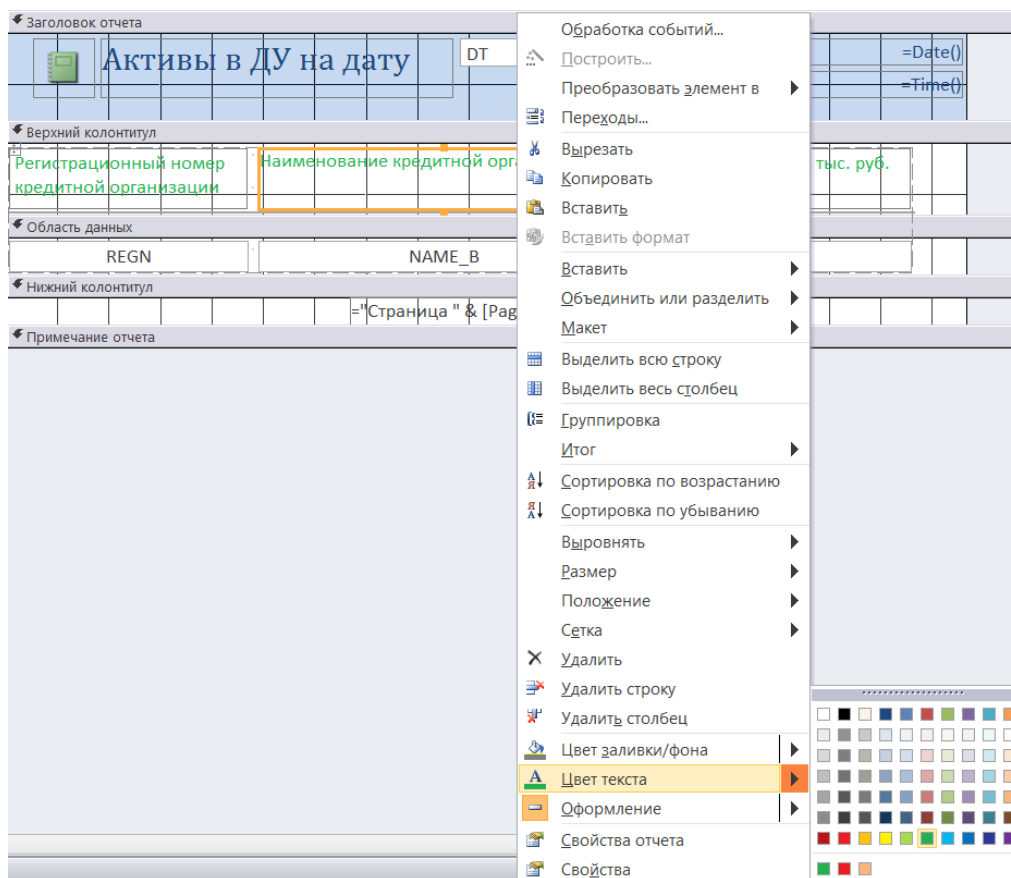 Заголовок отчета
Активы в ДУ на дату
DT
=Date()
=Time()
Верхний колонтитул
Регистрационный номер
кредитной организации
Наименование кредитной орг
тыс. руб.
Область данных
REGN
NAME_B
Нижний колонтитул
="Страница " & [Pag
Примечание отчета
Обработка событий...
Построить...
Преобразовать элемент в
Переходы...
Вырезать
Копировать
Вставить
Вставить формат
Вставить
Объединить или разделить
Макет
Выделить всю строку
Выделить весь столбец
Группировка
Итог
Сортировка по возрастанию
Сортировка по убыванию
Выровнять
Размер
Положение
Сетка
Удалить
Удалить строку
Удалить столбец
Цвет заливки/фона
Цвет текста
Оформление
Свойства отчета
Свойства